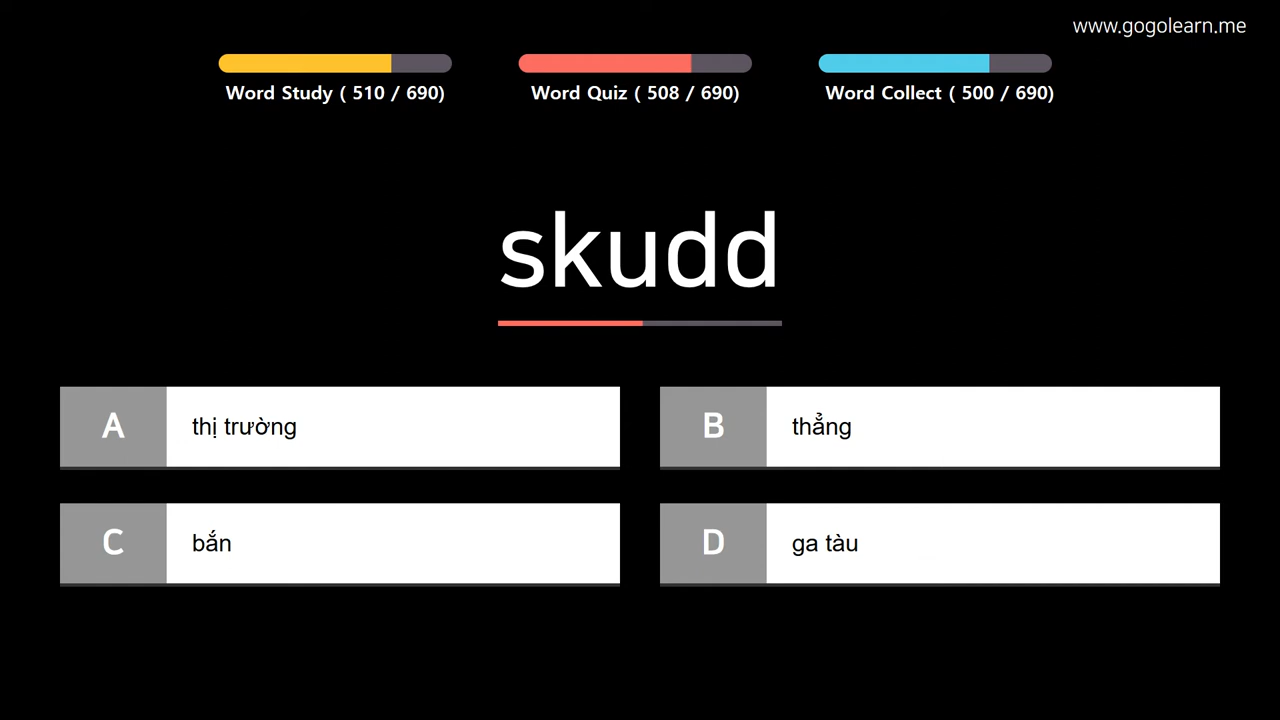 www.gogolearn.me
Word Study ( 510 / 690)
Word Quiz ( 508 / 690)
Word Collect ( 500 / 690)
skudd
A thị trường
B thẳng
C bắn
D ga tàu